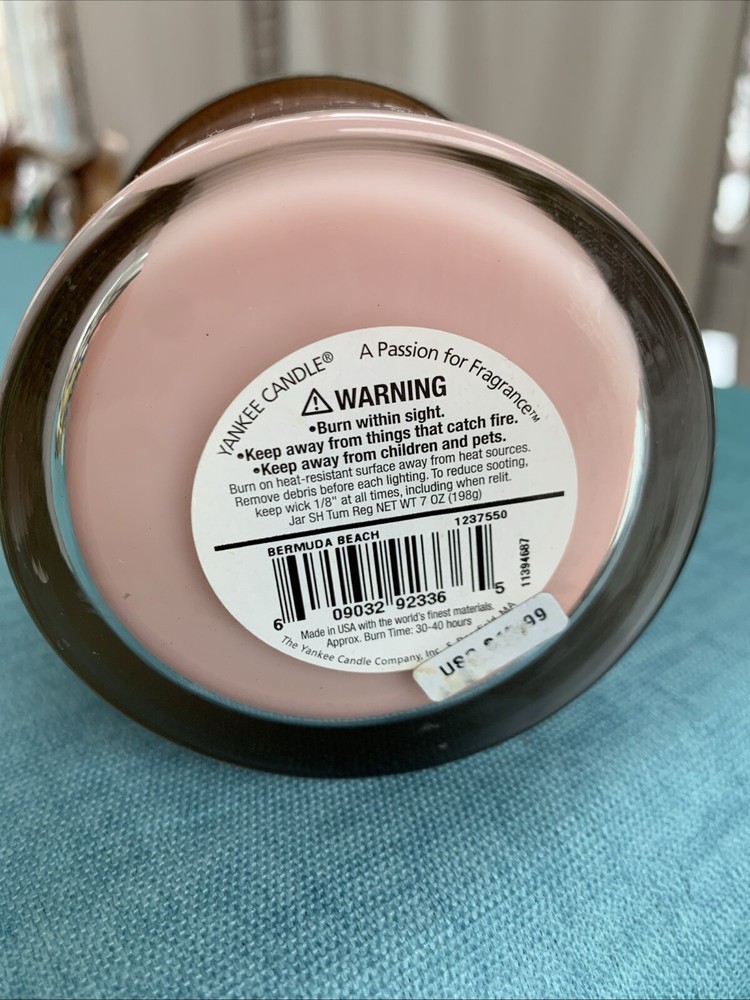 YANKEE CANDLE® A Passion for Fragrance™
WARNING
•Burn within sight.
•Keep away from things that catch fire.
•Keep away from children and pets.
Burn on heat-resistant surface away from heat sources.
Remove debris before each lighting. To reduce sooting,
keep wick 1/8" at all times, including when relit.
Jar SH Tum Reg NET WT 7 OZ (198g)
BERMUDA BEACH 1237550
6 09032 92336 5
11394687
Made in USA with the world's finest materials.
Approx. Burn Time: 30-40 hours
The Yankee Candle Company, Inc. MA